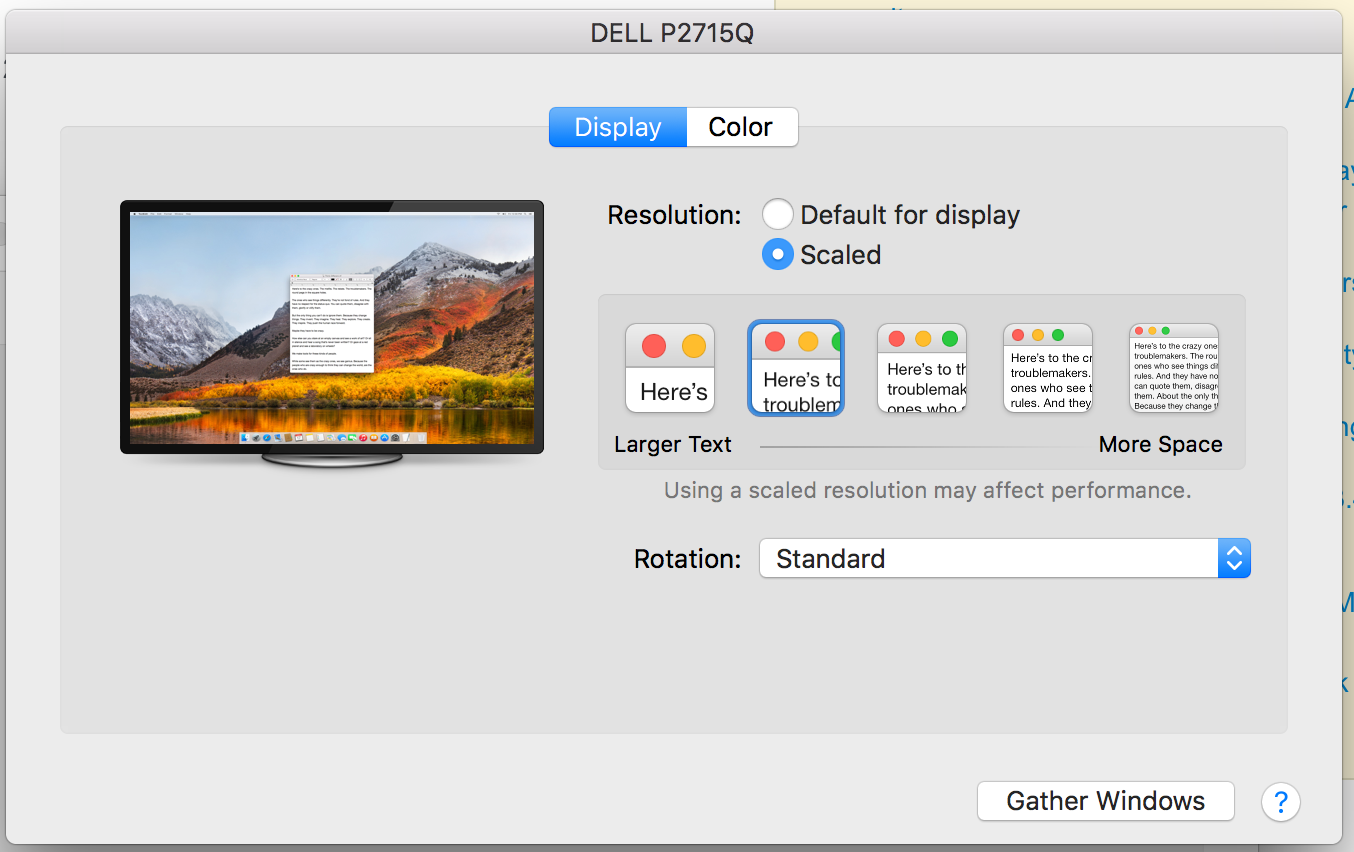 DELL P2715Q
Display Color
Resolution: Default for display
Scaled
Here's
Here's to
troublem
Here's to th
troublemak
ones who
Here's to the cr
troublemakers.
ones who see t
rules. And they
Here's to the crazy one
troublemakers. The rou
ones who see things dif
rules. And they have no
can quote them, disagre
them. About the only th
Because they change t
Larger Text More Space
Using a scaled resolution may affect performance.
Rotation: Standard
Gather Windows ?